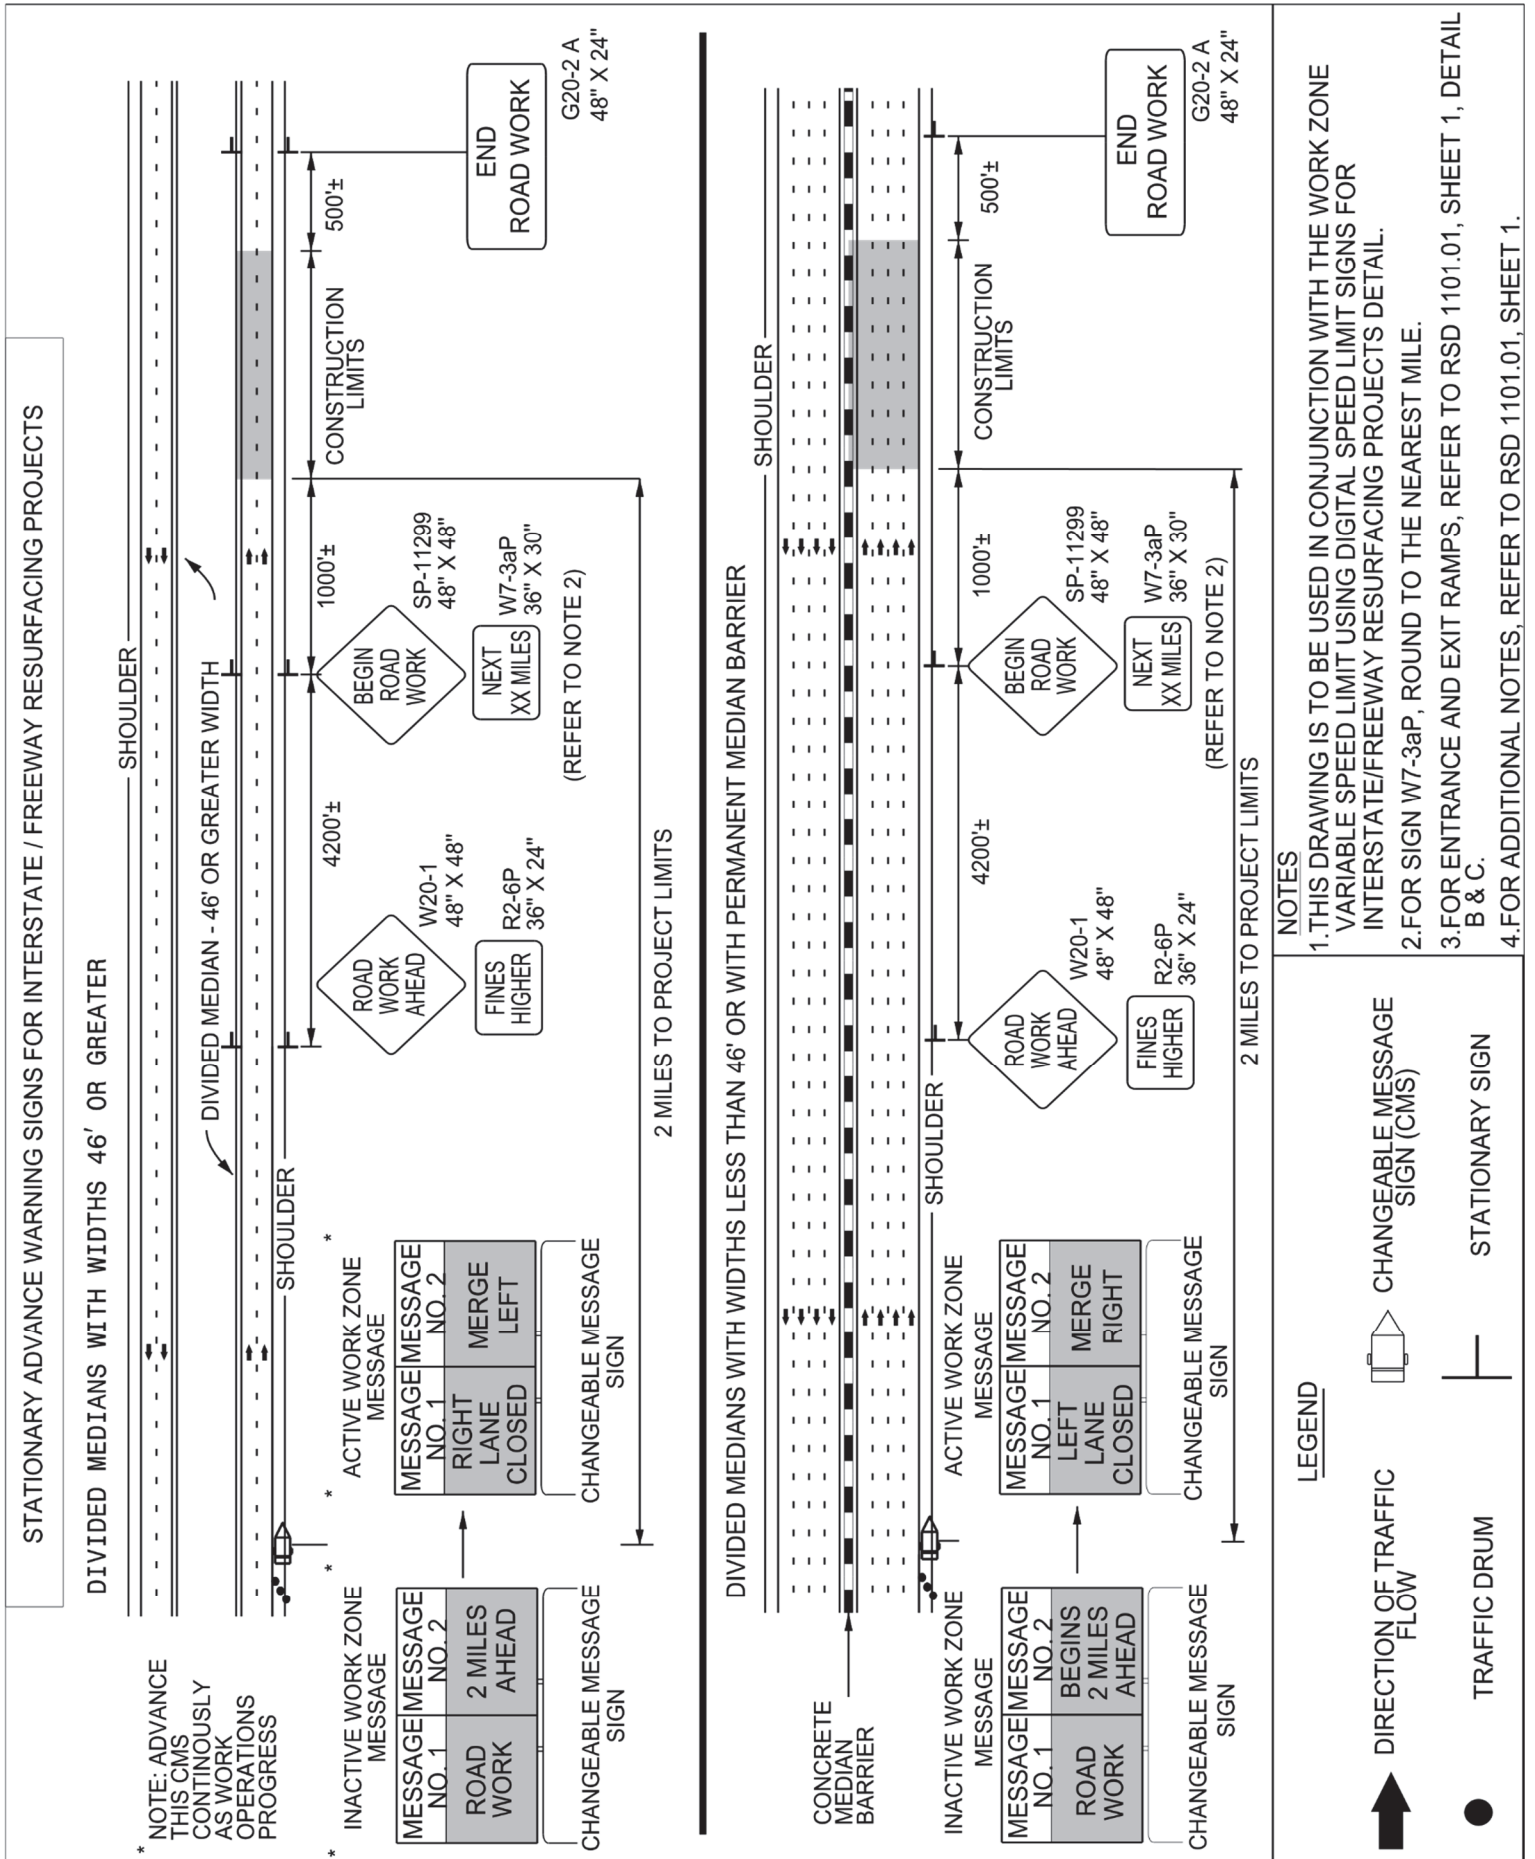 STATIONARY ADVANCE WARNING SIGNS FOR INTERSTATE / FREEWAY RESURFACING PROJECTS
DIVIDED MEDIANS WITH WIDTHS 46' OR GREATER
* NOTE: ADVANCE
THIS CMS
CONTINOUSLY
AS WORK
OPERATIONS
PROGRESS
SHOULDER
DIVIDED MEDIAN - 46' OR GREATER WIDTH
SHOULDER
4200'±
1000'±
CONSTRUCTION
LIMITS
500'±
* INACTIVE WORK ZONE *
MESSAGE
MESSAGE
NO. 1
MESSAGE
NO. 2
ROAD
WORK
2 MILES
AHEAD
CHANGEABLE MESSAGE
SIGN
* ACTIVE WORK ZONE *
MESSAGE
MESSAGE
NO. 1
MESSAGE
NO. 2
RIGHT
LANE
CLOSED
MERGE
LEFT
CHANGEABLE MESSAGE
SIGN
ROAD
WORK
AHEAD
W20-1
48" X 48"
FINES
HIGHER
R2-6P
36" X 24"
BEGIN
ROAD
WORK
SP-11299
48" X 48"
NEXT
XX MILES
W7-3aP
36" X 30"
(REFER TO NOTE 2)
END
ROAD WORK
G20-2 A
48" X 24"
2 MILES TO PROJECT LIMITS
DIVIDED MEDIANS WITH WIDTHS LESS THAN 46' OR WITH PERMANENT MEDIAN BARRIER
SHOULDER
CONCRETE
MEDIAN
BARRIER
SHOULDER
4200'±
1000'±
CONSTRUCTION
LIMITS
500'±
INACTIVE WORK ZONE
MESSAGE
MESSAGE
NO. 1
MESSAGE
NO. 2
ROAD
WORK
BEGINS
2 MILES
AHEAD
CHANGEABLE MESSAGE
SIGN
ACTIVE WORK ZONE
MESSAGE
MESSAGE
NO. 1
MESSAGE
NO. 2
LEFT
LANE
CLOSED
MERGE
RIGHT
CHANGEABLE MESSAGE
SIGN
ROAD
WORK
AHEAD
W20-1
48" X 48"
FINES
HIGHER
R2-6P
36" X 24"
BEGIN
ROAD
WORK
SP-11299
48" X 48"
NEXT
XX MILES
W7-3aP
36" X 30"
(REFER TO NOTE 2)
END
ROAD WORK
G20-2 A
48" X 24"
2 MILES TO PROJECT LIMITS
LEGEND
DIRECTION OF TRAFFIC
FLOW
CHANGEABLE MESSAGE
SIGN (CMS)
TRAFFIC DRUM
STATIONARY SIGN
NOTES
1.THIS DRAWING IS TO BE USED IN CONJUNCTION WITH THE WORK ZONE
VARIABLE SPEED LIMIT USING DIGITAL SPEED LIMIT SIGNS FOR
INTERSTATE/FREEWAY RESURFACING PROJECTS DETAIL.
2.FOR SIGN W7-3aP, ROUND TO THE NEAREST MILE.
3.FOR ENTRANCE AND EXIT RAMPS, REFER TO RSD 1101.01, SHEET 1, DETAIL
B & C.
4.FOR ADDITIONAL NOTES, REFER TO RSD 1101.01, SHEET 1.